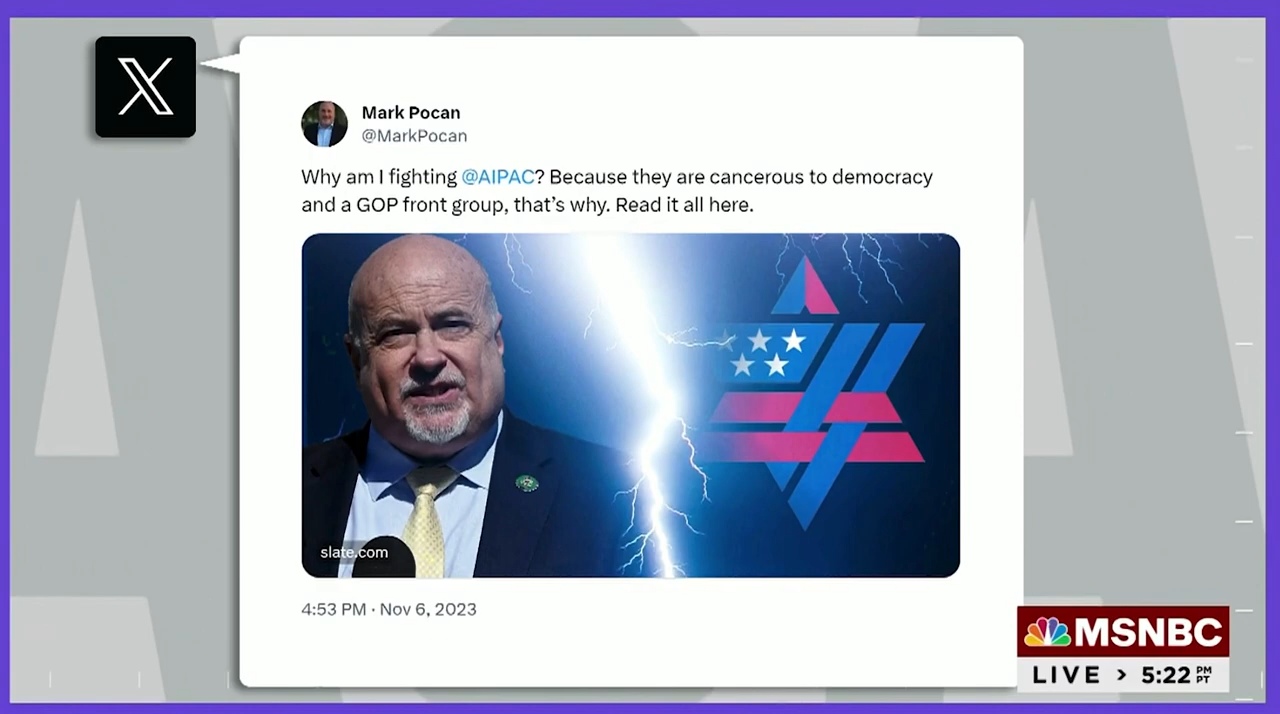 X
Mark Pocan
@MarkPocan
Why am I fighting @AIPAC? Because they are cancerous to democracy
and a GOP front group, that’s why. Read it all here.
slate.com
4:53 PM · Nov 6, 2023
MSNBC
LIVE > 5:22 PM PT